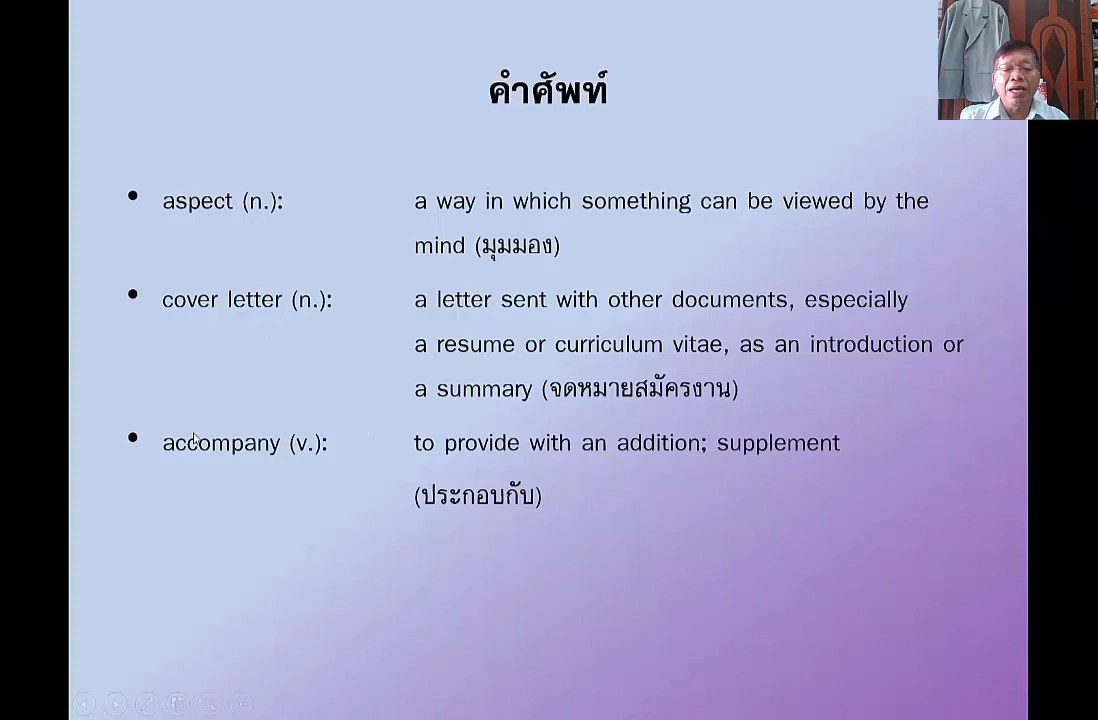 คำศัพท์
• aspect (n.): a way in which something can be viewed by the
mind (มุมมอง)
• cover letter (n.): a letter sent with other documents, especially
a resume or curriculum vitae, as an introduction or
a summary (จดหมายสมัครงาน)
• accompany (v.): to provide with an addition; supplement
(ประกอบกับ)